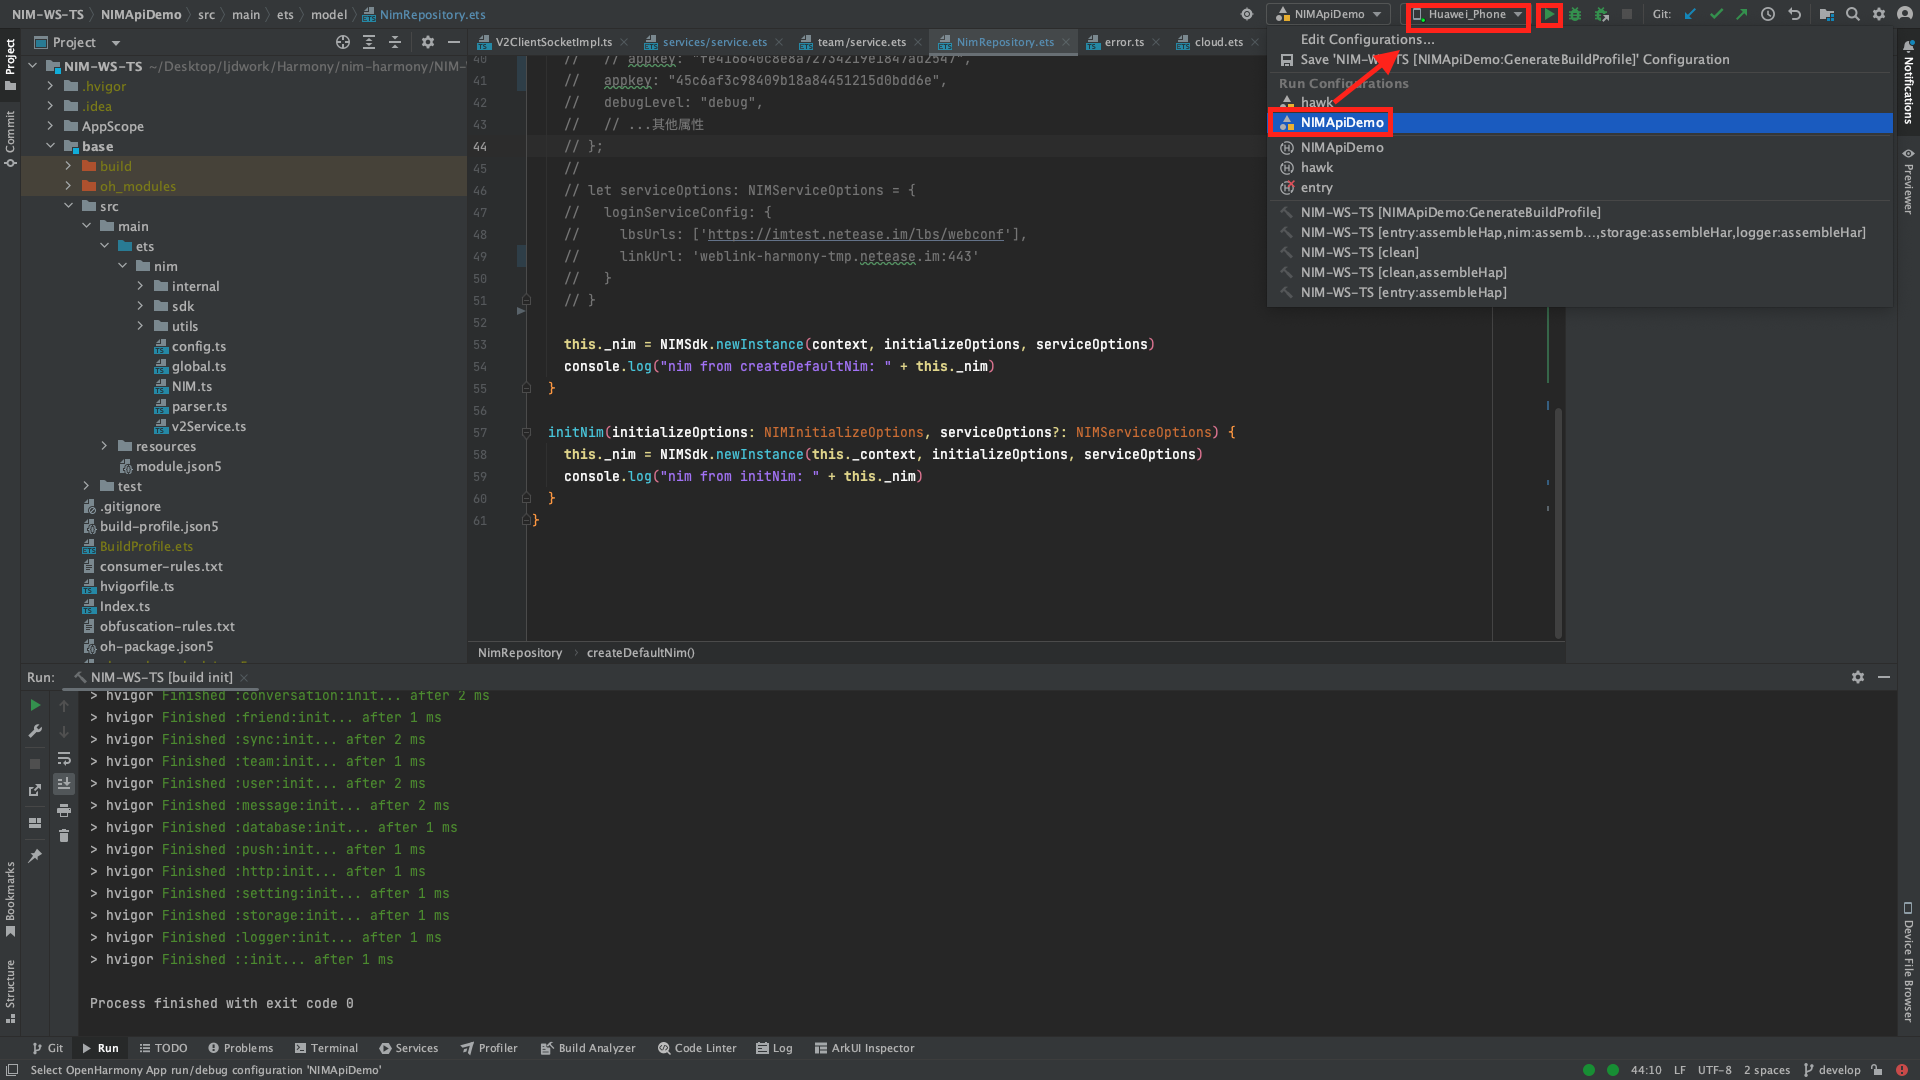 NIM-WS-TS NIMApiDemo src main ets model NimRepository.ets
NIMApiDemo
Huawei_Phone
Git:
Project
V2ClientSocketImpl.ts
services/service.ets
team/service.ets
NimRepository.ets
error.ts
cloud.ets
Project
Commit
Bookmarks
Structure
NIM-WS-TS ~/Desktop/ljdwork/Harmony/nim-harmony/NIM-
.hvigor
.idea
AppScope
base
build
oh_modules
src
main
ets
nim
internal
sdk
utils
config.ts
global.ts
NIM.ts
parser.ts
v2Service.ts
resources
module.json5
test
.gitignore
build-profile.json5
BuildProfile.ets
consumer-rules.txt
hvigorfile.ts
Index.ts
obfuscation-rules.txt
oh-package.json5
41 // appkey: "45c6af3c98409b18a84451215d0bdd6e",
42 // debugLevel: "debug",
43 // // ...其他属性
44 // };
45 //
46 // let serviceOptions: NIMServiceOptions = {
47 // loginServiceConfig: {
48 // lbsUrls: ['https://imtest.netease.im/lbs/webconf'],
49 // linkUrl: 'weblink-harmony-tmp.netease.im:443'
50 // }
51 // }
52
53 this._nim = NIMSdk.newInstance(context, initializeOptions, serviceOptions)
54 console.log("nim from createDefaultNim: " + this._nim)
55 }
56
57 initNim(initializeOptions: NIMInitializeOptions, serviceOptions?: NIMServiceOptions) {
58 this._nim = NIMSdk.newInstance(this._context, initializeOptions, serviceOptions)
59 console.log("nim from initNim: " + this._nim)
60 }
61 }
NimRepository createDefaultNim()
Edit Configurations...
Save 'NIM-WS-TS [NIMApiDemo:GenerateBuildProfile]' Configuration
Run Configurations
hawk
NIMApiDemo
NIMApiDemo
hawk
entry
NIM-WS-TS [NIMApiDemo:GenerateBuildProfile]
NIM-WS-TS [entry:assembleHap,nim:assemb...,storage:assembleHar,logger:assembleHar]
NIM-WS-TS [clean]
NIM-WS-TS [clean,assembleHap]
NIM-WS-TS [entry:assembleHap]
Notifications
Previewer
Device File Browser
Run: NIM-WS-TS [build init]
> hvigor Finished :conversation:init... after 2 ms
> hvigor Finished :friend:init... after 1 ms
> hvigor Finished :sync:init... after 2 ms
> hvigor Finished :team:init... after 1 ms
> hvigor Finished :user:init... after 2 ms
> hvigor Finished :message:init... after 2 ms
> hvigor Finished :database:init... after 1 ms
> hvigor Finished :push:init... after 1 ms
> hvigor Finished :http:init... after 1 ms
> hvigor Finished :setting:init... after 1 ms
> hvigor Finished :storage:init... after 1 ms
> hvigor Finished :logger:init... after 1 ms
> hvigor Finished ::init... after 1 ms
Process finished with exit code 0
Git Run TODO Problems Terminal Services Profiler Build Analyzer Code Linter Log ArkUI Inspector
Select OpenHarmony App run/debug configuration 'NIMApiDemo'
44:10 LF UTF-8 2 spaces develop